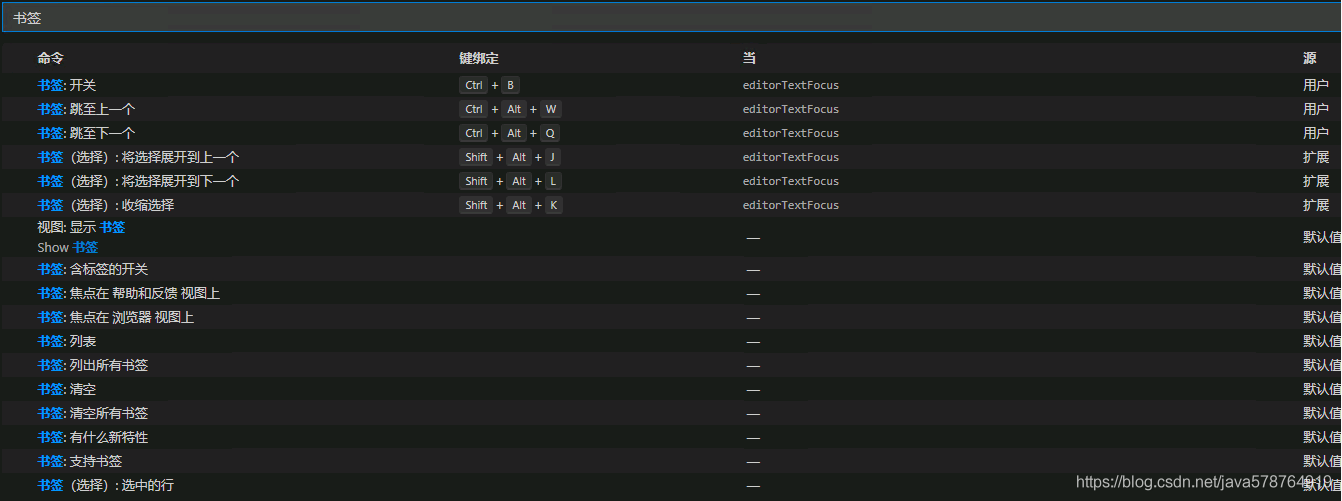 书签
命令 键绑定 当 源
书签: 开关 Ctrl + B editorTextFocus 用户
书签: 跳至上一个 Ctrl + Alt + W editorTextFocus 用户
书签: 跳至下一个 Ctrl + Alt + Q editorTextFocus 用户
书签（选择）: 将选择展开到上一个 Shift + Alt + J editorTextFocus 扩展
书签（选择）: 将选择展开到下一个 Shift + Alt + L editorTextFocus 扩展
书签（选择）: 收缩选择 Shift + Alt + K editorTextFocus 扩展
视图: 显示 书签
Show 书签 — 默认值
书签: 含标签的开关 — 默认值
书签: 焦点在 帮助和反馈 视图上 — 默认值
书签: 焦点在 浏览器 视图上 — 默认值
书签: 列表 — 默认值
书签: 列出所有书签 — 默认值
书签: 清空 — 默认值
书签: 清空所有书签 — 默认值
书签: 有什么新特性 — 默认值
书签: 支持书签 — 默认值
书签（选择）: 选中的行 — 默认值